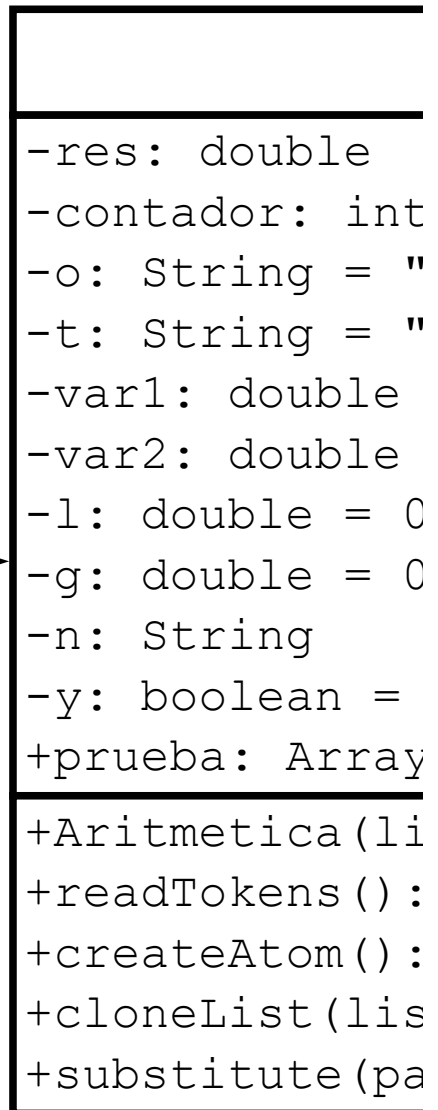 -res: double
-contador: int
-o: String = "
-t: String = "
-var1: double
-var2: double
-l: double = 0
-g: double = 0
-n: String
-y: boolean =
+prueba: Array
+Aritmetica(li
+readTokens():
+createAtom():
+cloneList(lis
+substitute(pa